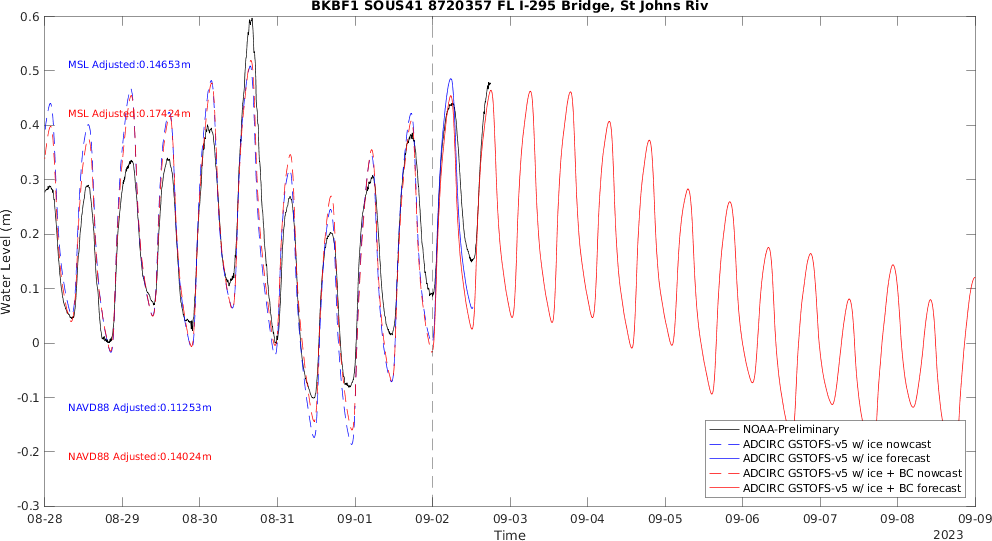 BKBF1 SOUS41 8720357 FL I-295 Bridge, St Johns Riv
0.6
0.5
0.4
0.3
0.2
0.1
0
-0.1
-0.2
-0.3
Water Level (m)
MSL Adjusted:0.14653m
MSL Adjusted:0.17424m
NAVD88 Adjusted:0.11253m
NAVD88 Adjusted:0.14024m
NOAA-Preliminary
ADCIRC GSTOFS-v5 w/ ice nowcast
ADCIRC GSTOFS-v5 w/ ice forecast
ADCIRC GSTOFS-v5 w/ ice + BC nowcast
ADCIRC GSTOFS-v5 w/ ice + BC forecast
08-28 08-29 08-30 08-31 09-01 09-02 09-03 09-04 09-05 09-06 09-07 09-08 09-09
Time
2023